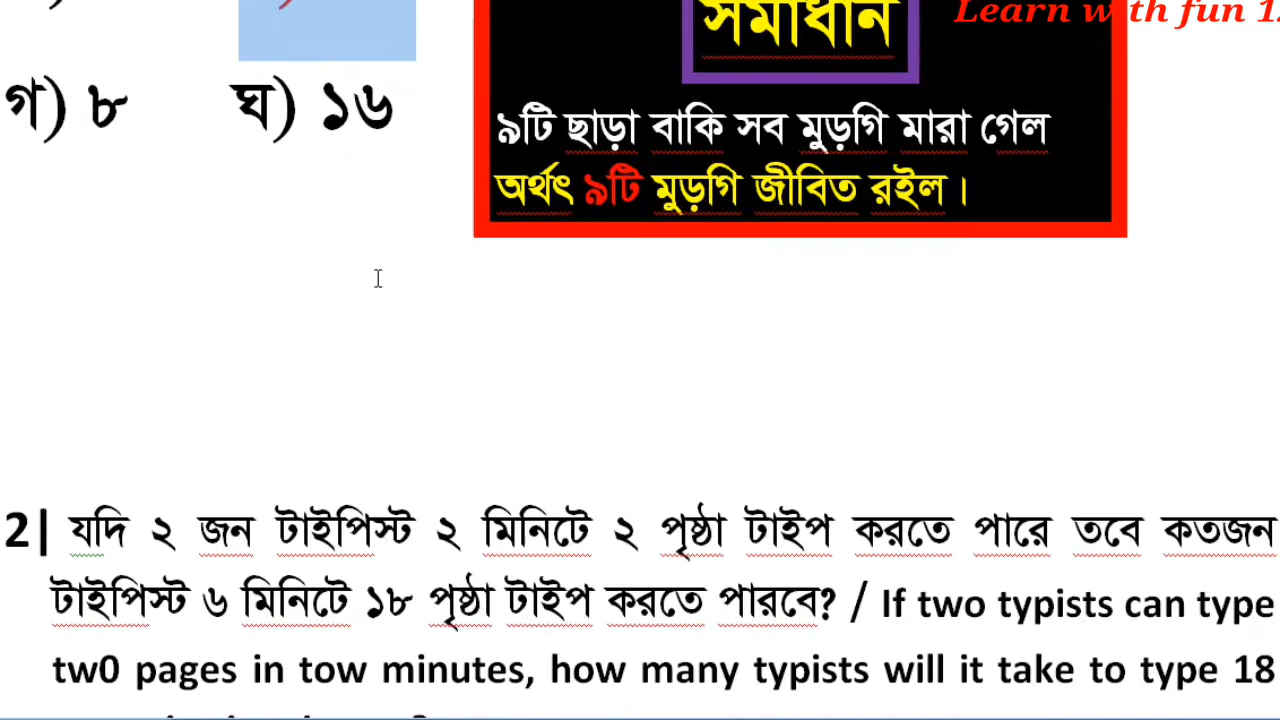 Learn with fun 12
সমাধান
গ) ৮ ঘ) ১৬
৯টি ছাড়া বাকি সব মুড়গি মারা গেল
অর্থৎ ৯টি মুড়গি জীবিত রইল।
2| যদি ২ জন টাইপিস্ট ২ মিনিটে ২ পৃষ্ঠা টাইপ করতে পারে তবে কতজন
টাইপিস্ট ৬ মিনিটে ১৮ পৃষ্ঠা টাইপ করতে পারবে? / If two typists can type
tw0 pages in tow minutes, how many typists will it take to type 18